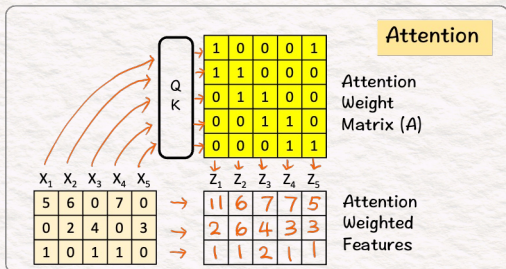 Attention
Q
K
1 0 0 0 1
1 1 0 0 0
0 1 1 0 0
0 0 1 1 0
0 0 0 1 1
Attention
Weight
Matrix (A)
X₁ X₂ X₃ X₄ X₅
Z₁ Z₂ Z₃ Z₄ Z₅
5 6 0 7 0
11 6 7 7 5
0 2 4 0 3
2 6 4 3 3
1 0 1 1 0
1 1 2 1 1
Attention
Weighted
Features